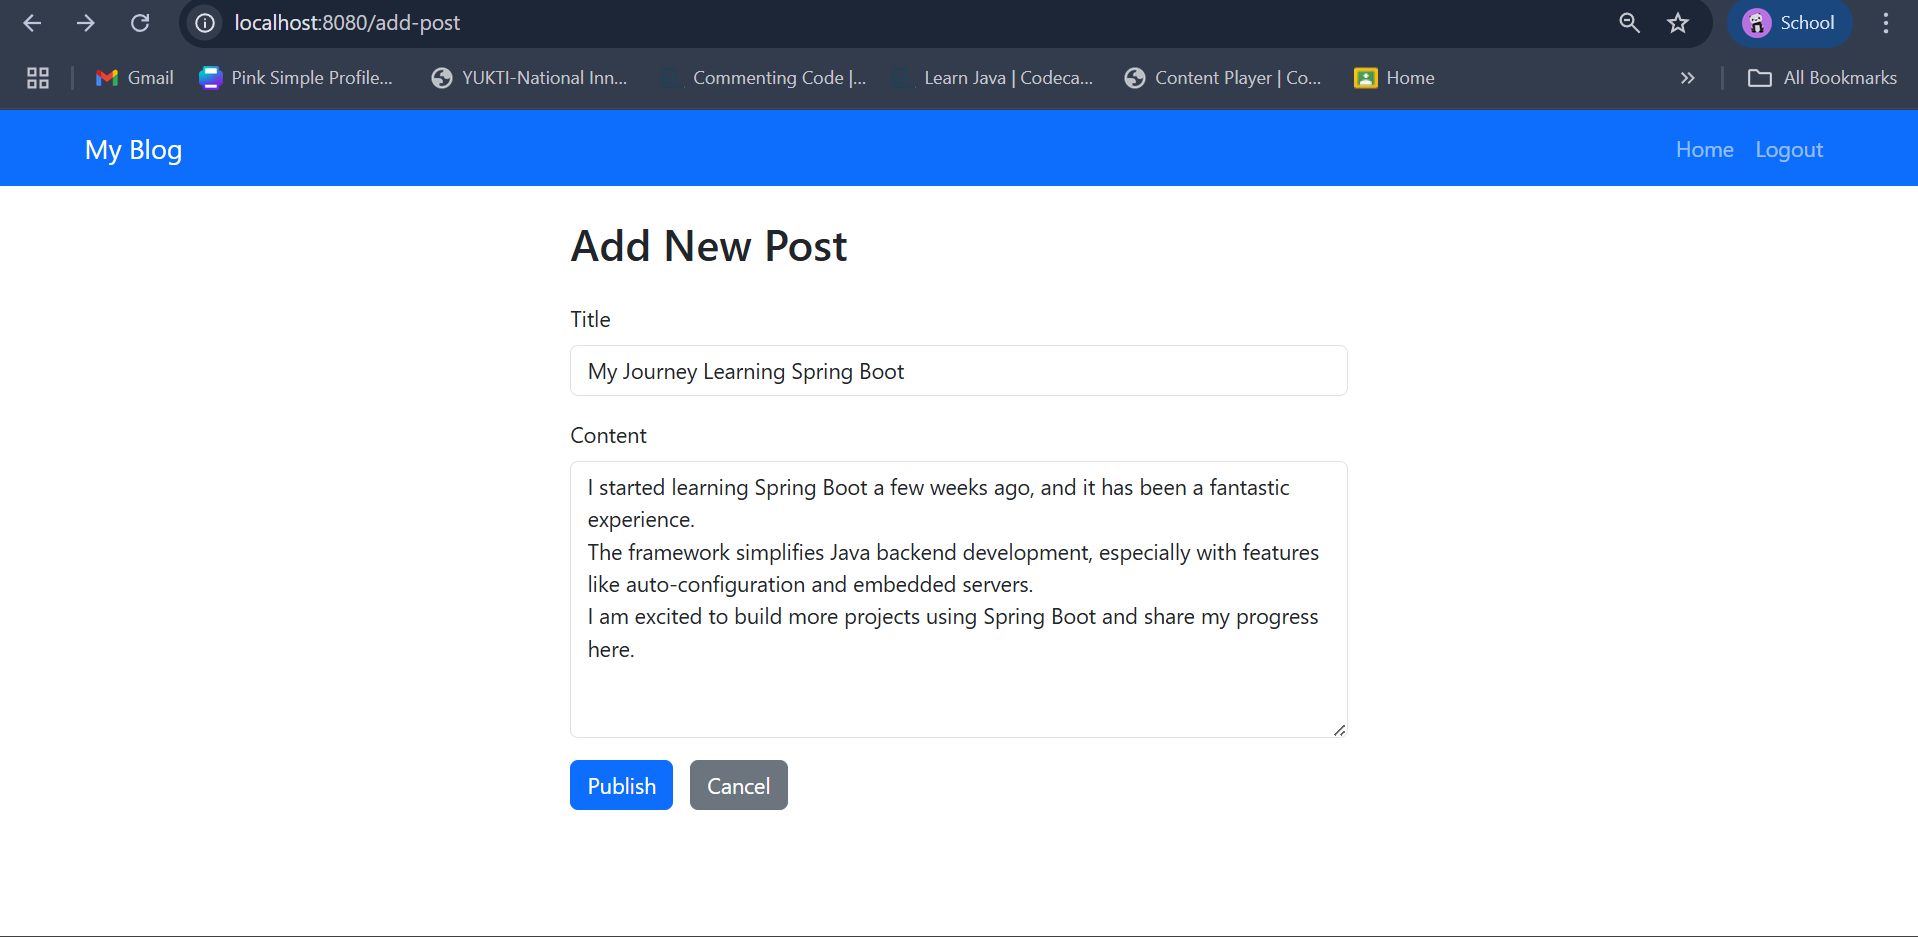 localhost:8080/add-post
School
Gmail
Pink Simple Profile...
YUKTI-National Inn...
Commenting Code |...
Learn Java | Codeca...
Content Player | Co...
Home
All Bookmarks
My Blog
Home
Logout
Add New Post
Title
My Journey Learning Spring Boot
Content
I started learning Spring Boot a few weeks ago, and it has been a fantastic
experience.
The framework simplifies Java backend development, especially with features
like auto-configuration and embedded servers.
I am excited to build more projects using Spring Boot and share my progress
here.
Publish
Cancel